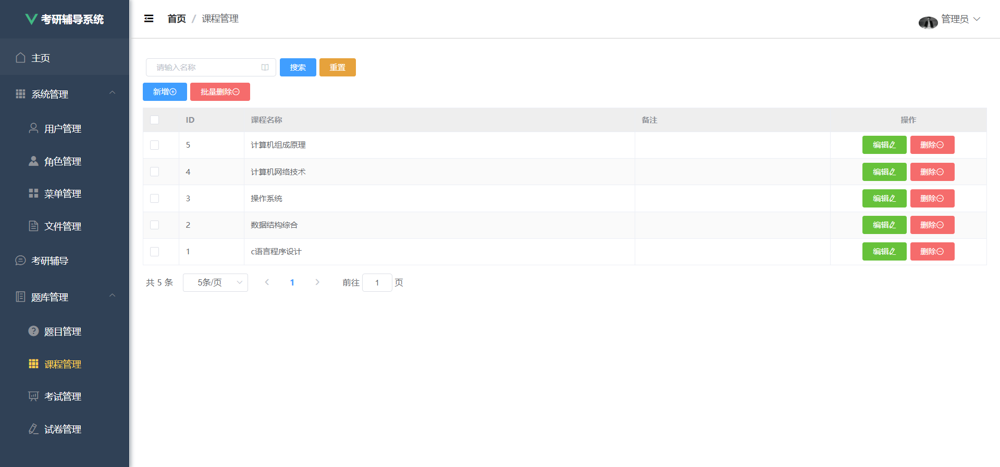 考研辅导系统
首页 / 课程管理
管理员
主页
系统管理
用户管理
角色管理
菜单管理
文件管理
考研辅导
题库管理
题目管理
课程管理
考试管理
试卷管理
请输入名称 搜索 重置
新增 批量删除
ID 课程名称 备注 操作
5 计算机组成原理 编辑 删除
4 计算机网络技术 编辑 删除
3 操作系统 编辑 删除
2 数据结构综合 编辑 删除
1 c语言程序设计 编辑 删除
共 5 条 5条/页 1 前往 1 页